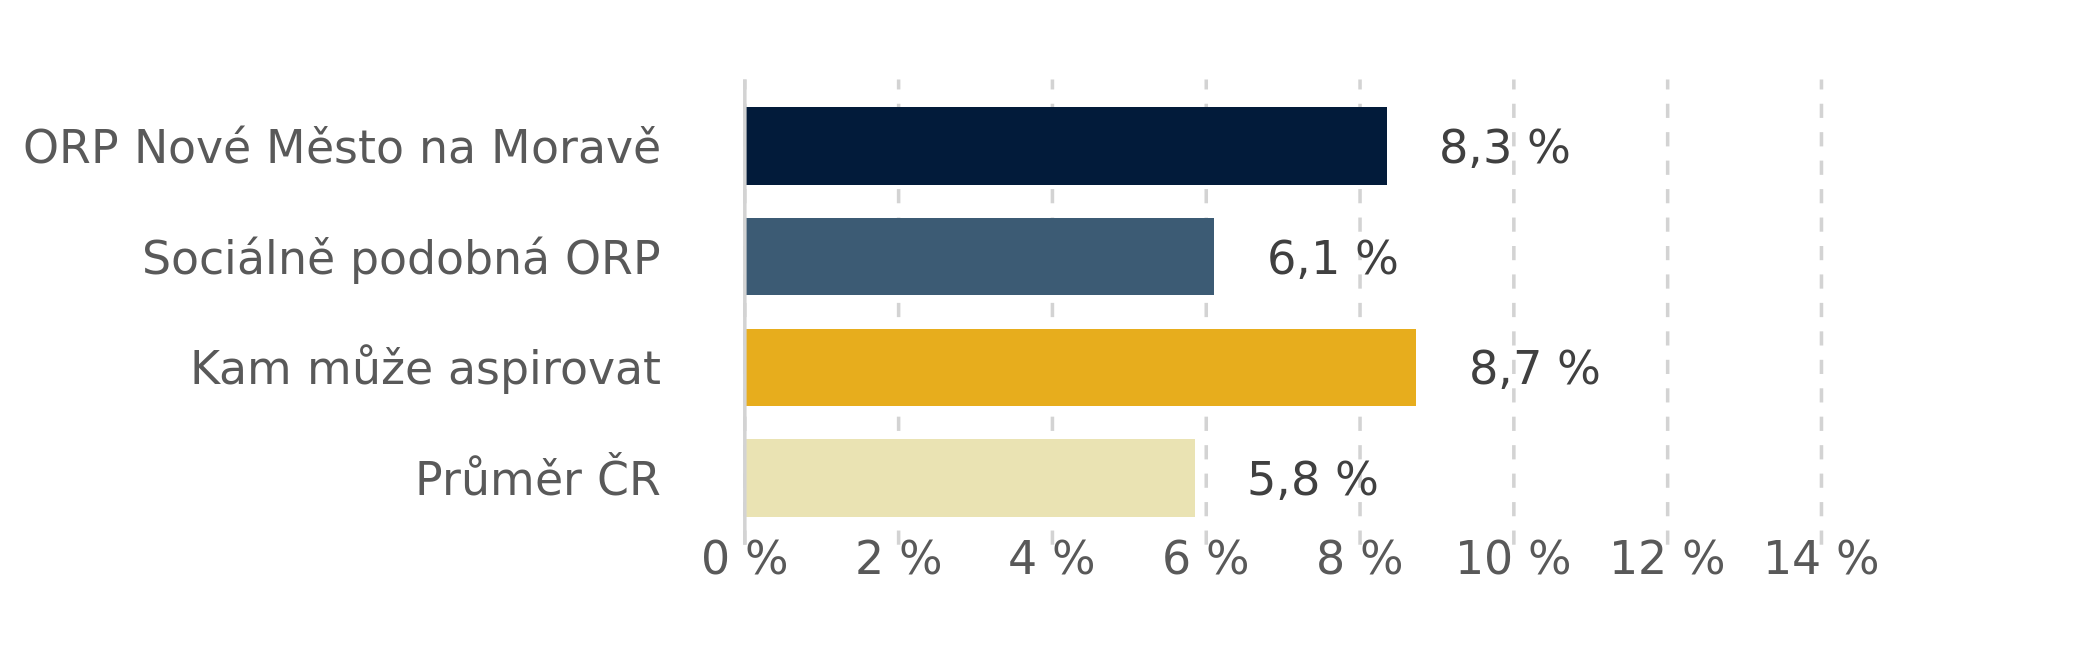 ORP Nové Město na Moravě 8,3 %
Sociálně podobná ORP 6,1 %
Kam může aspirovat 8,7 %
Průměr ČR 5,8 %
0 % 2 % 4 % 6 % 8 % 10 % 12 % 14 %